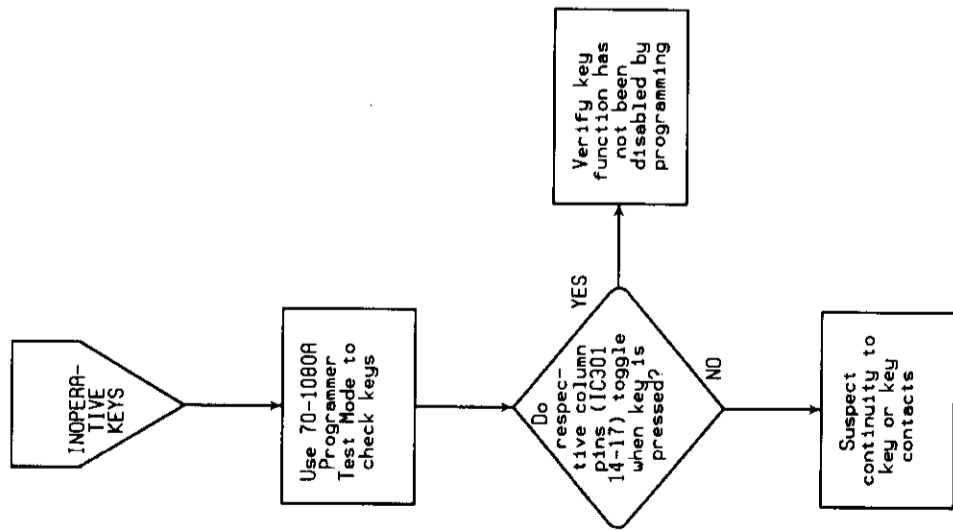 INOPERA-
TIVE
KEYS
Use 70-1080A
Programmer
Test Mode to
check keys
Do
respec-
tive column
pins (IC301
14-17) toggle
when key is
pressed?
YES
Verify key
function has
not been
disabled by
programming
NO
Suspect
continuity to
key or key
contacts